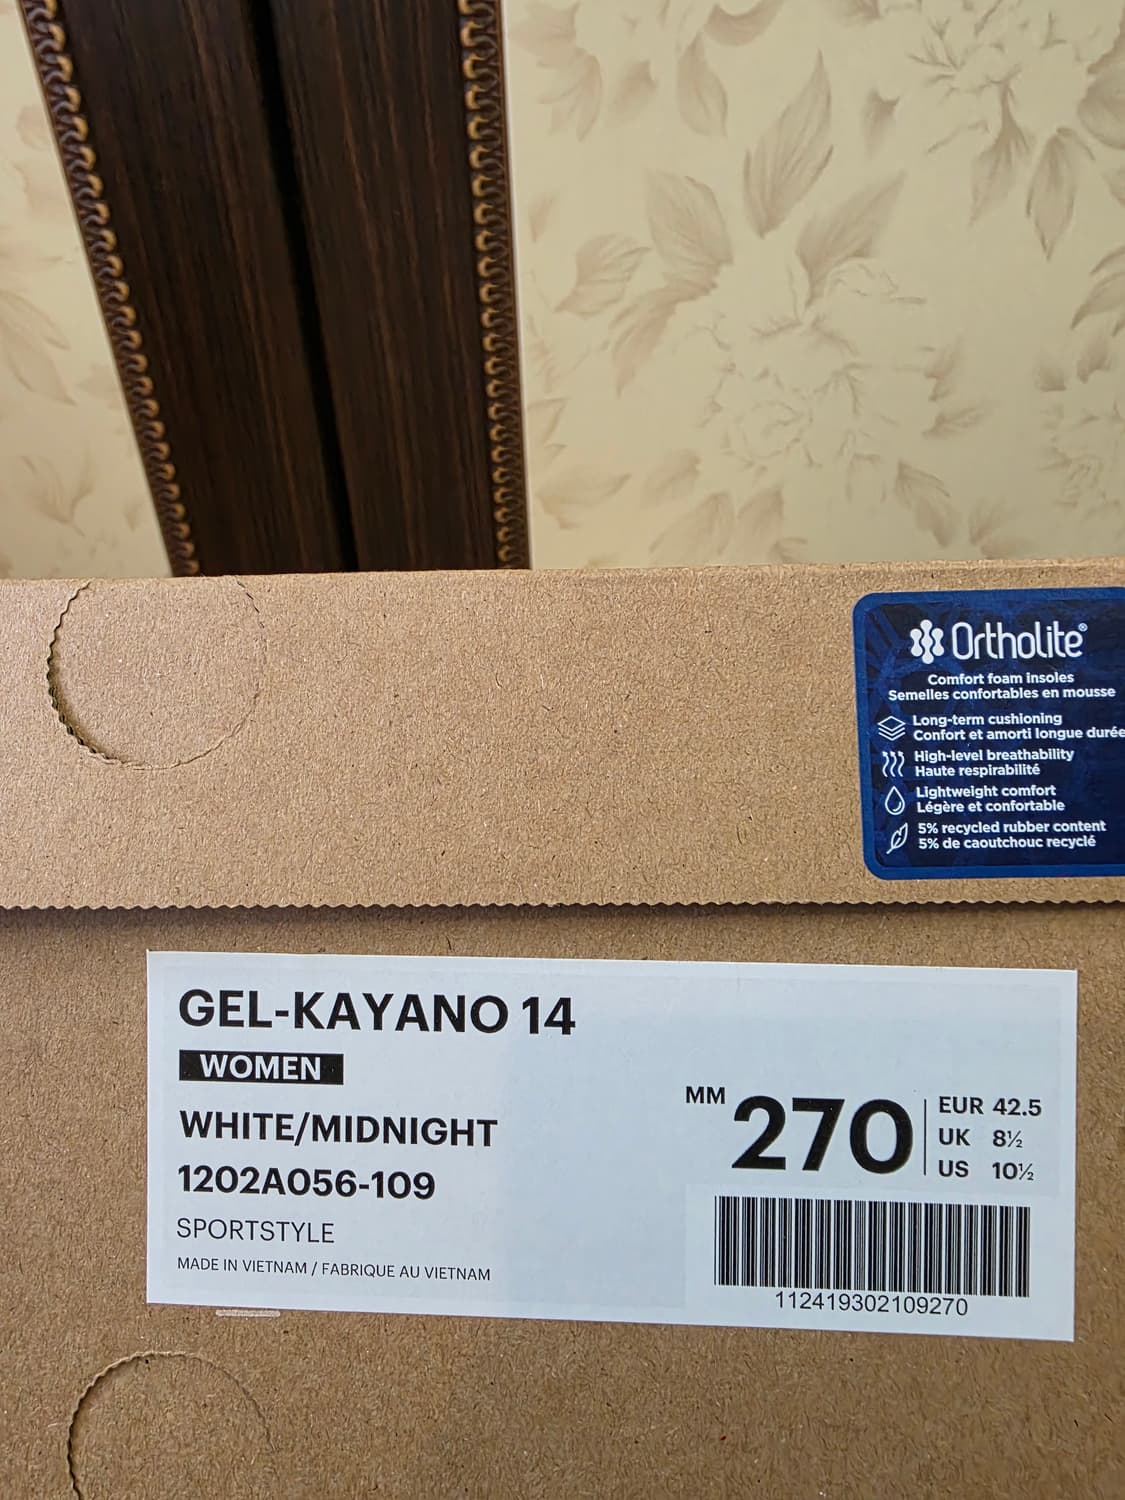 Ortholite®
Comfort foam insoles
Semelles confortables en mousse
Long-term cushioning
Confort et amorti longue durée
High-level breathability
Haute respirabilité
Lightweight comfort
Légère et confortable
5% recycled rubber content
5% de caoutchouc recyclé
GEL-KAYANO 14
WOMEN
WHITE/MIDNIGHT
1202A056-109
SPORTSTYLE
MADE IN VIETNAM / FABRIQUE AU VIETNAM
MM 270
EUR 42.5
UK 8½
US 10½
112419302109270